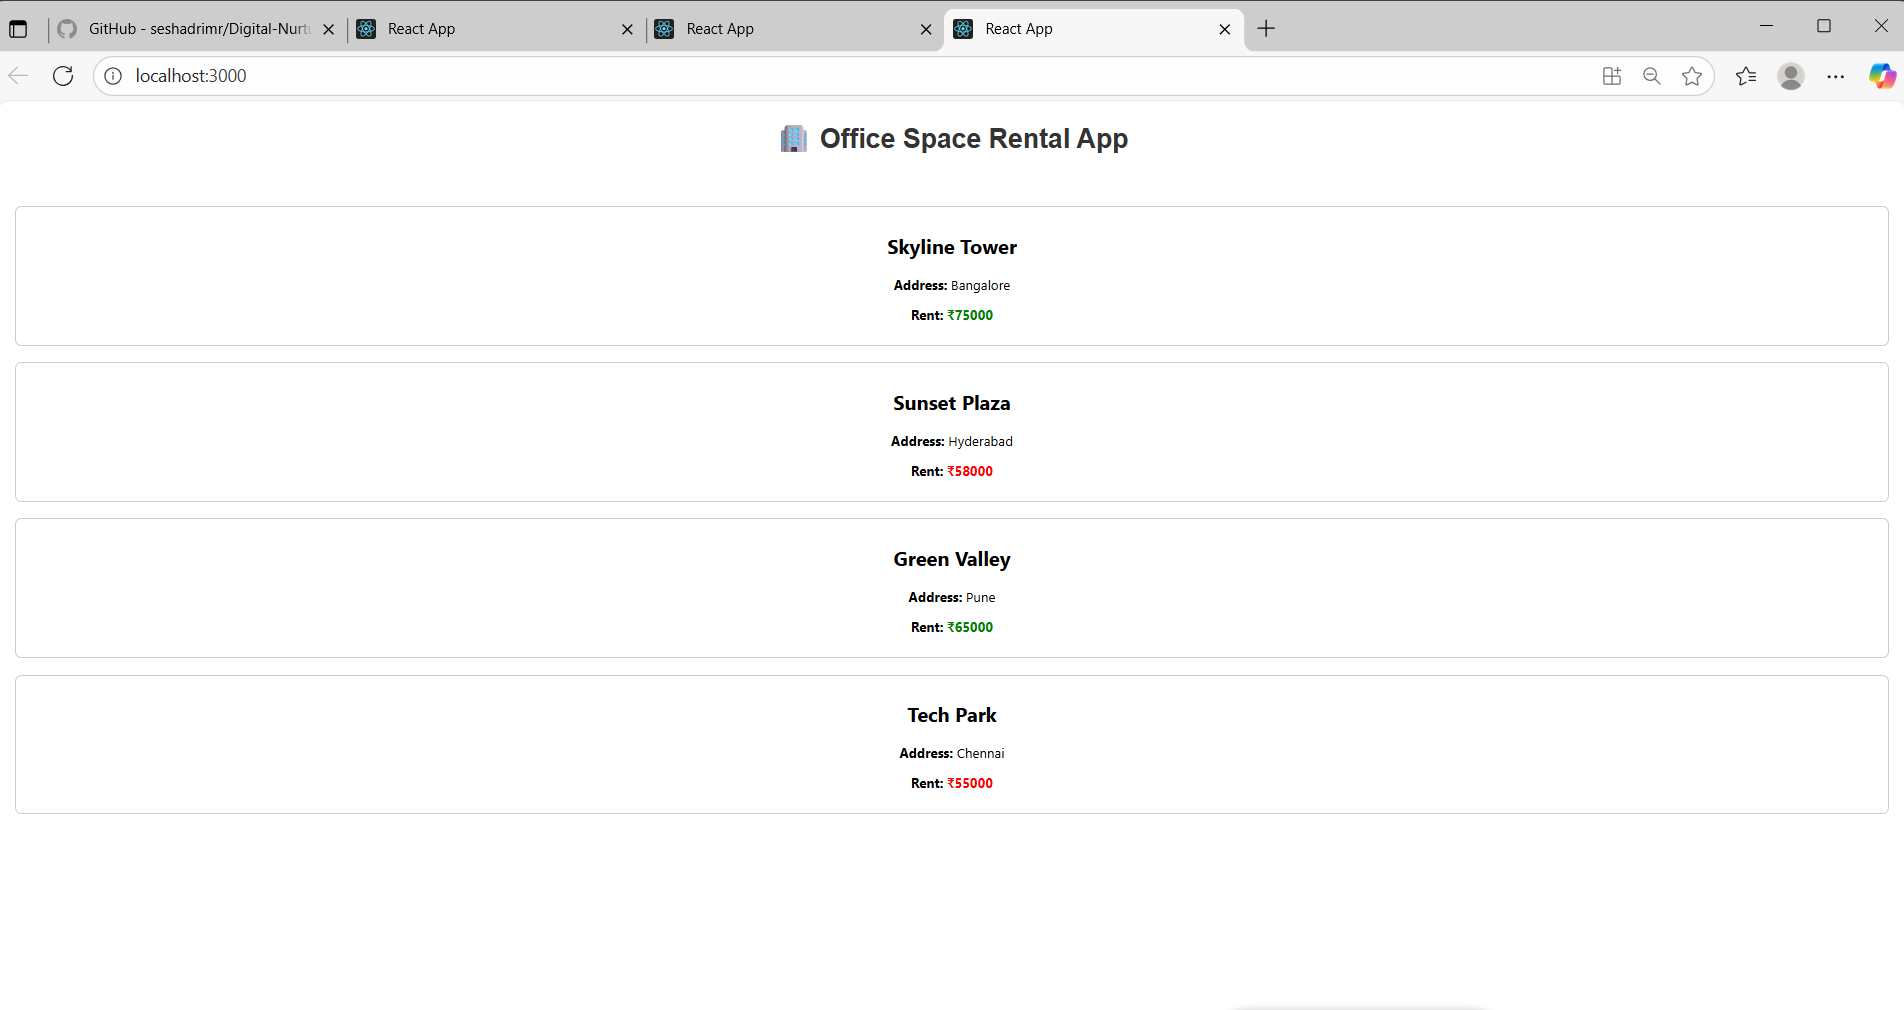 GitHub - seshadrimr/Digital-Nurtu
React App
React App
React App
localhost:3000
Office Space Rental App
Skyline Tower
Address: Bangalore
Rent: ₹75000
Sunset Plaza
Address: Hyderabad
Rent: ₹58000
Green Valley
Address: Pune
Rent: ₹65000
Tech Park
Address: Chennai
Rent: ₹55000